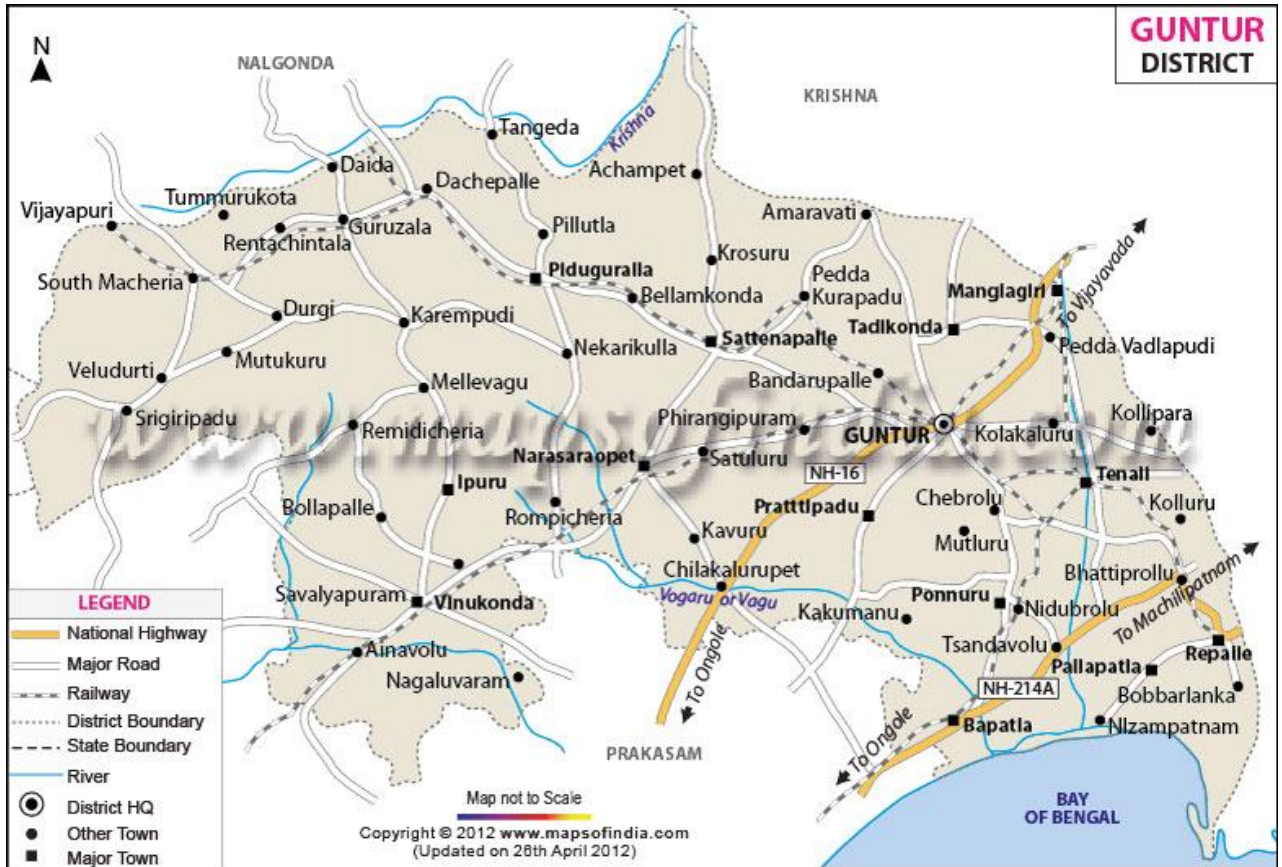 GUNTUR
DISTRICT
N
NALGONDA
KRISHNA
Krishna
Tangeda
Daida
Achampet
Dachepalle
Tummurukota
Vijayapuri
Amaravati
Rentachintala
Guruzala
Pillutla
Krosuru
To Vijayavada
South Macheria
Piduguralla
Pedda
Kurapadu
Manglagiri
Bellamkonda
Durgi
Karempudi
Tadikonda
Sattenapalle
Pedda Vadlapudi
Mutukuru
Nekarikulla
Veludurti
Mellevagu
Bandarupalle
www.mapsofindia.com
Srigiripadu
Remidicheria
Phirangipuram
GUNTUR
Kolakaluru
Kollipara
Narasaraopet
Satuluru
NH-16
Ipuru
Tenali
Bollapalle
Rompicheria
Pratttipadu
Chebrolu
Kolluru
Kavuru
Mutluru
Chilakalurupet
Bhattiprollu
Savalyapuram
Vinukonda
Vogaru or Vagu
Kakumanu
Ponnuru
Nidubrolu
To Machilipatnam
Ainavolu
Tsandavolu
Pallapatla
Repalle
Nagaluvaram
To Ongole
NH-214A
Bobbarlanka
Bapatla
Nizampatnam
To Ongole
PRAKASAM
BAY
OF BENGAL
LEGEND
National Highway
Major Road
Railway
District Boundary
State Boundary
River
District HQ
Other Town
Major Town
Map not to Scale
Copyright © 2012 www.mapsofindia.com
(Updated on 26th April 2012)